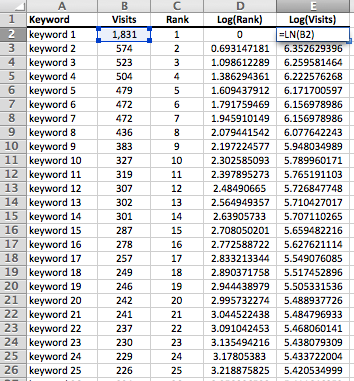 A B C D E
1 Keyword Visits Rank Log(Rank) Log(Visits)
2 keyword 1 1,831 1 0 =LN(B2)
3 keyword 2 574 2 0.693147181 6.352629396
4 keyword 3 523 3 1.098612289 6.259581464
5 keyword 4 504 4 1.386294361 6.222576268
6 keyword 5 479 5 1.609437912 6.171700597
7 keyword 6 472 6 1.791759469 6.156978986
8 keyword 7 472 7 1.945910149 6.156978986
9 keyword 8 436 8 2.079441542 6.077642243
10 keyword 9 383 9 2.197224577 5.948034989
11 keyword 10 327 10 2.302585093 5.789960171
12 keyword 11 319 11 2.397895273 5.765191103
13 keyword 12 307 12 2.48490665 5.726847748
14 keyword 13 302 13 2.564949357 5.710427017
15 keyword 14 301 14 2.63905733 5.707110265
16 keyword 15 287 15 2.708050201 5.659482216
17 keyword 16 278 16 2.772588722 5.627621114
18 keyword 17 257 17 2.833213344 5.549076085
19 keyword 18 249 18 2.890371758 5.517452896
20 keyword 19 246 19 2.944438979 5.505331536
21 keyword 20 242 20 2.995732274 5.488937726
22 keyword 21 241 21 3.044522438 5.484796933
23 keyword 22 237 22 3.091042453 5.468060141
24 keyword 23 230 23 3.135494216 5.438079309
25 keyword 24 229 24 3.17805383 5.433722004
26 keyword 25 226 25 3.218875825 5.420534999